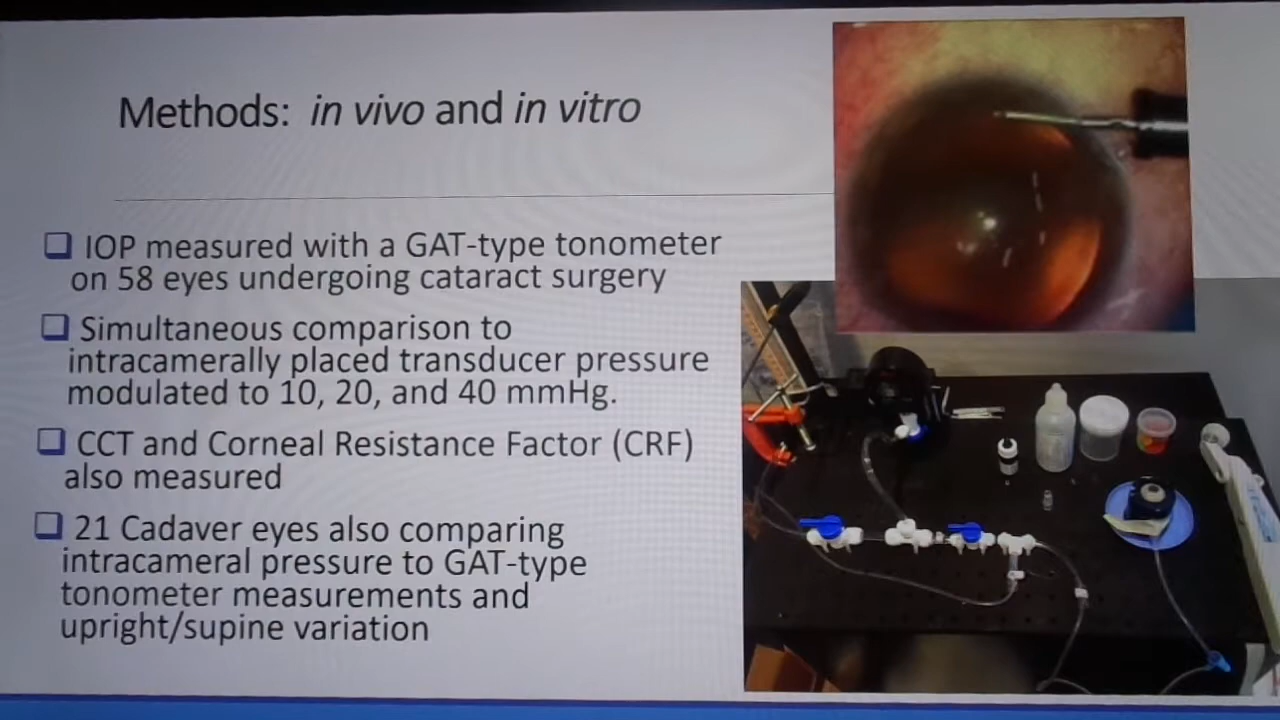 Methods: in vivo and in vitro
IOP measured with a GAT-type tonometer
on 58 eyes undergoing cataract surgery
Simultaneous comparison to
intracamerally placed transducer pressure
modulated to 10, 20, and 40 mmHg.
CCT and Corneal Resistance Factor (CRF)
also measured
21 Cadaver eyes also comparing
intracameral pressure to GAT-type
tonometer measurements and
upright/supine variation